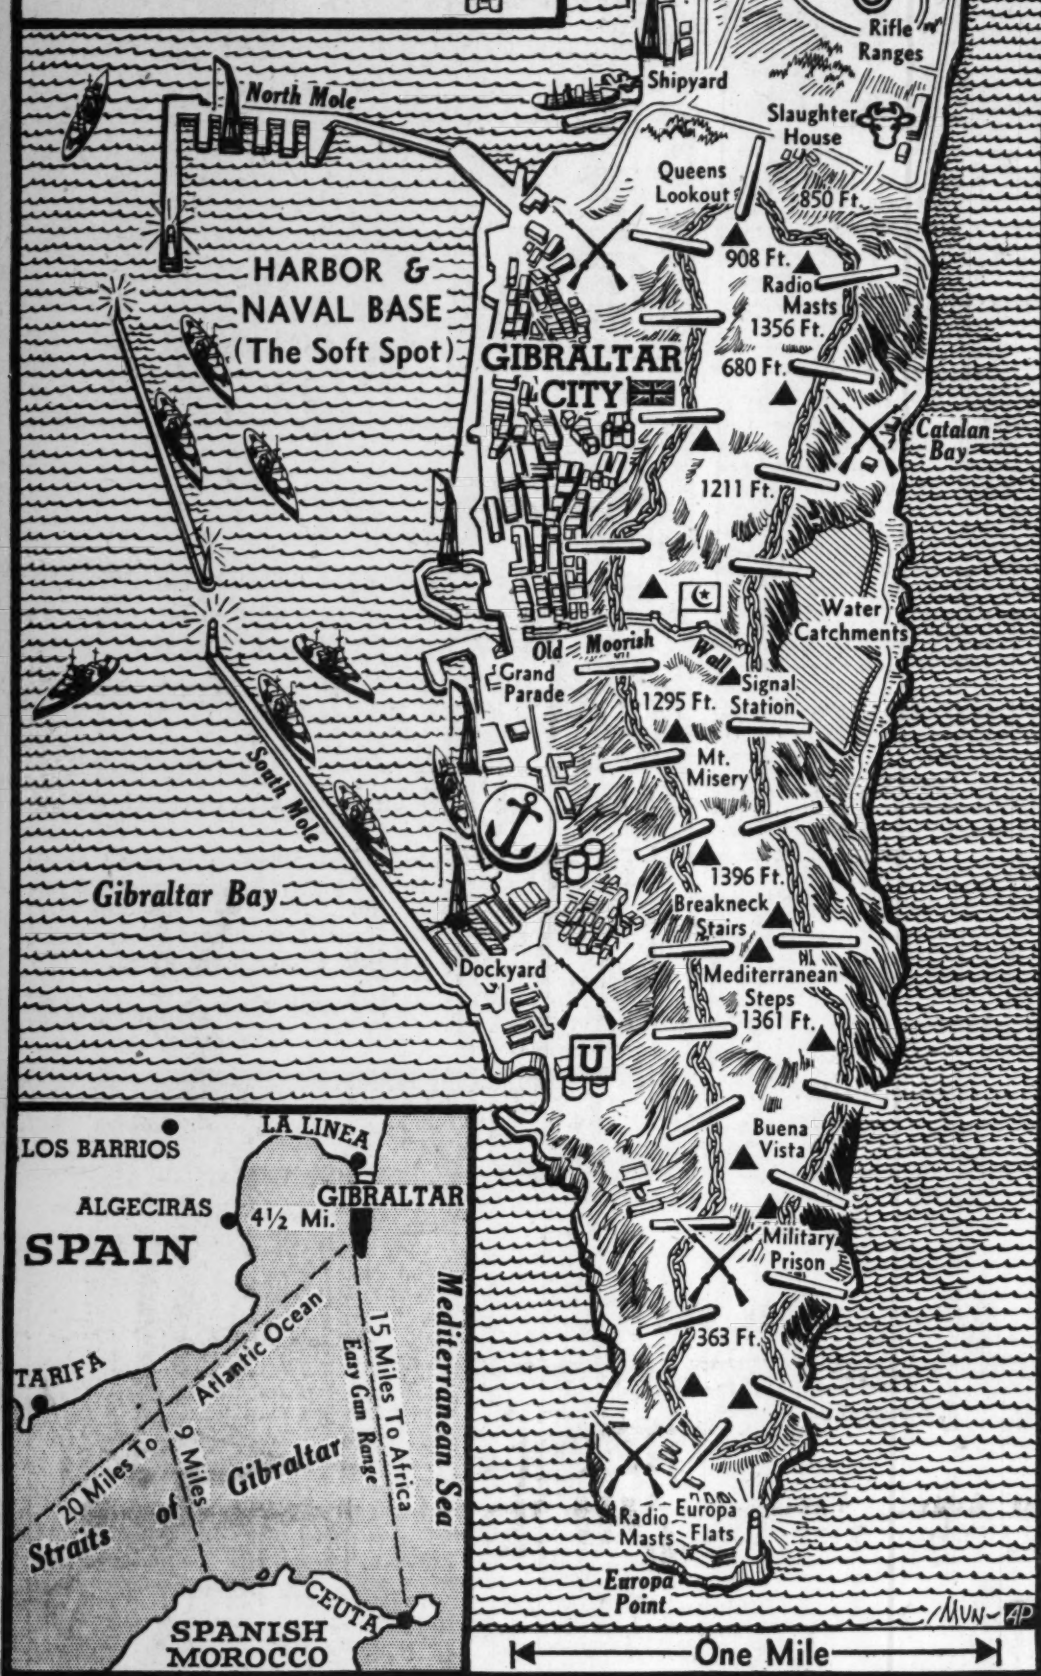 Rifle
Ranges
Shipyard
North Mole
Slaughter
House
Queens
Lookout
850 Ft.
908 Ft.
HARBOR &
NAVAL BASE
(The Soft Spot)
Radio
Masts
1356 Ft.
GIBRALTAR
CITY
680 Ft.
Catalan
Bay
1211 Ft.
Water
Catchments
Old Moorish Wall
Grand
Parade
Signal
Station
1295 Ft.
Mt.
Misery
South Mole
1396 Ft.
Gibraltar Bay
Breakneck
Stairs
Dockyard
Mediterranean
Steps
1361 Ft.
U
Buena
Vista
Military
Prison
363 Ft.
Radio
Masts
Europa
Flats
Europa
Point
MUN- AP
One Mile
LOS BARRIOS
LA LINEA
ALGECIRAS
GIBRALTAR
4½ Mi.
SPAIN
TARIFA
Atlantic Ocean
20 Miles To
9 Miles
15 Miles To Africa
Easy Gun Range
Mediterranean Sea
Straits of Gibraltar
CEUTA
SPANISH
MOROCCO